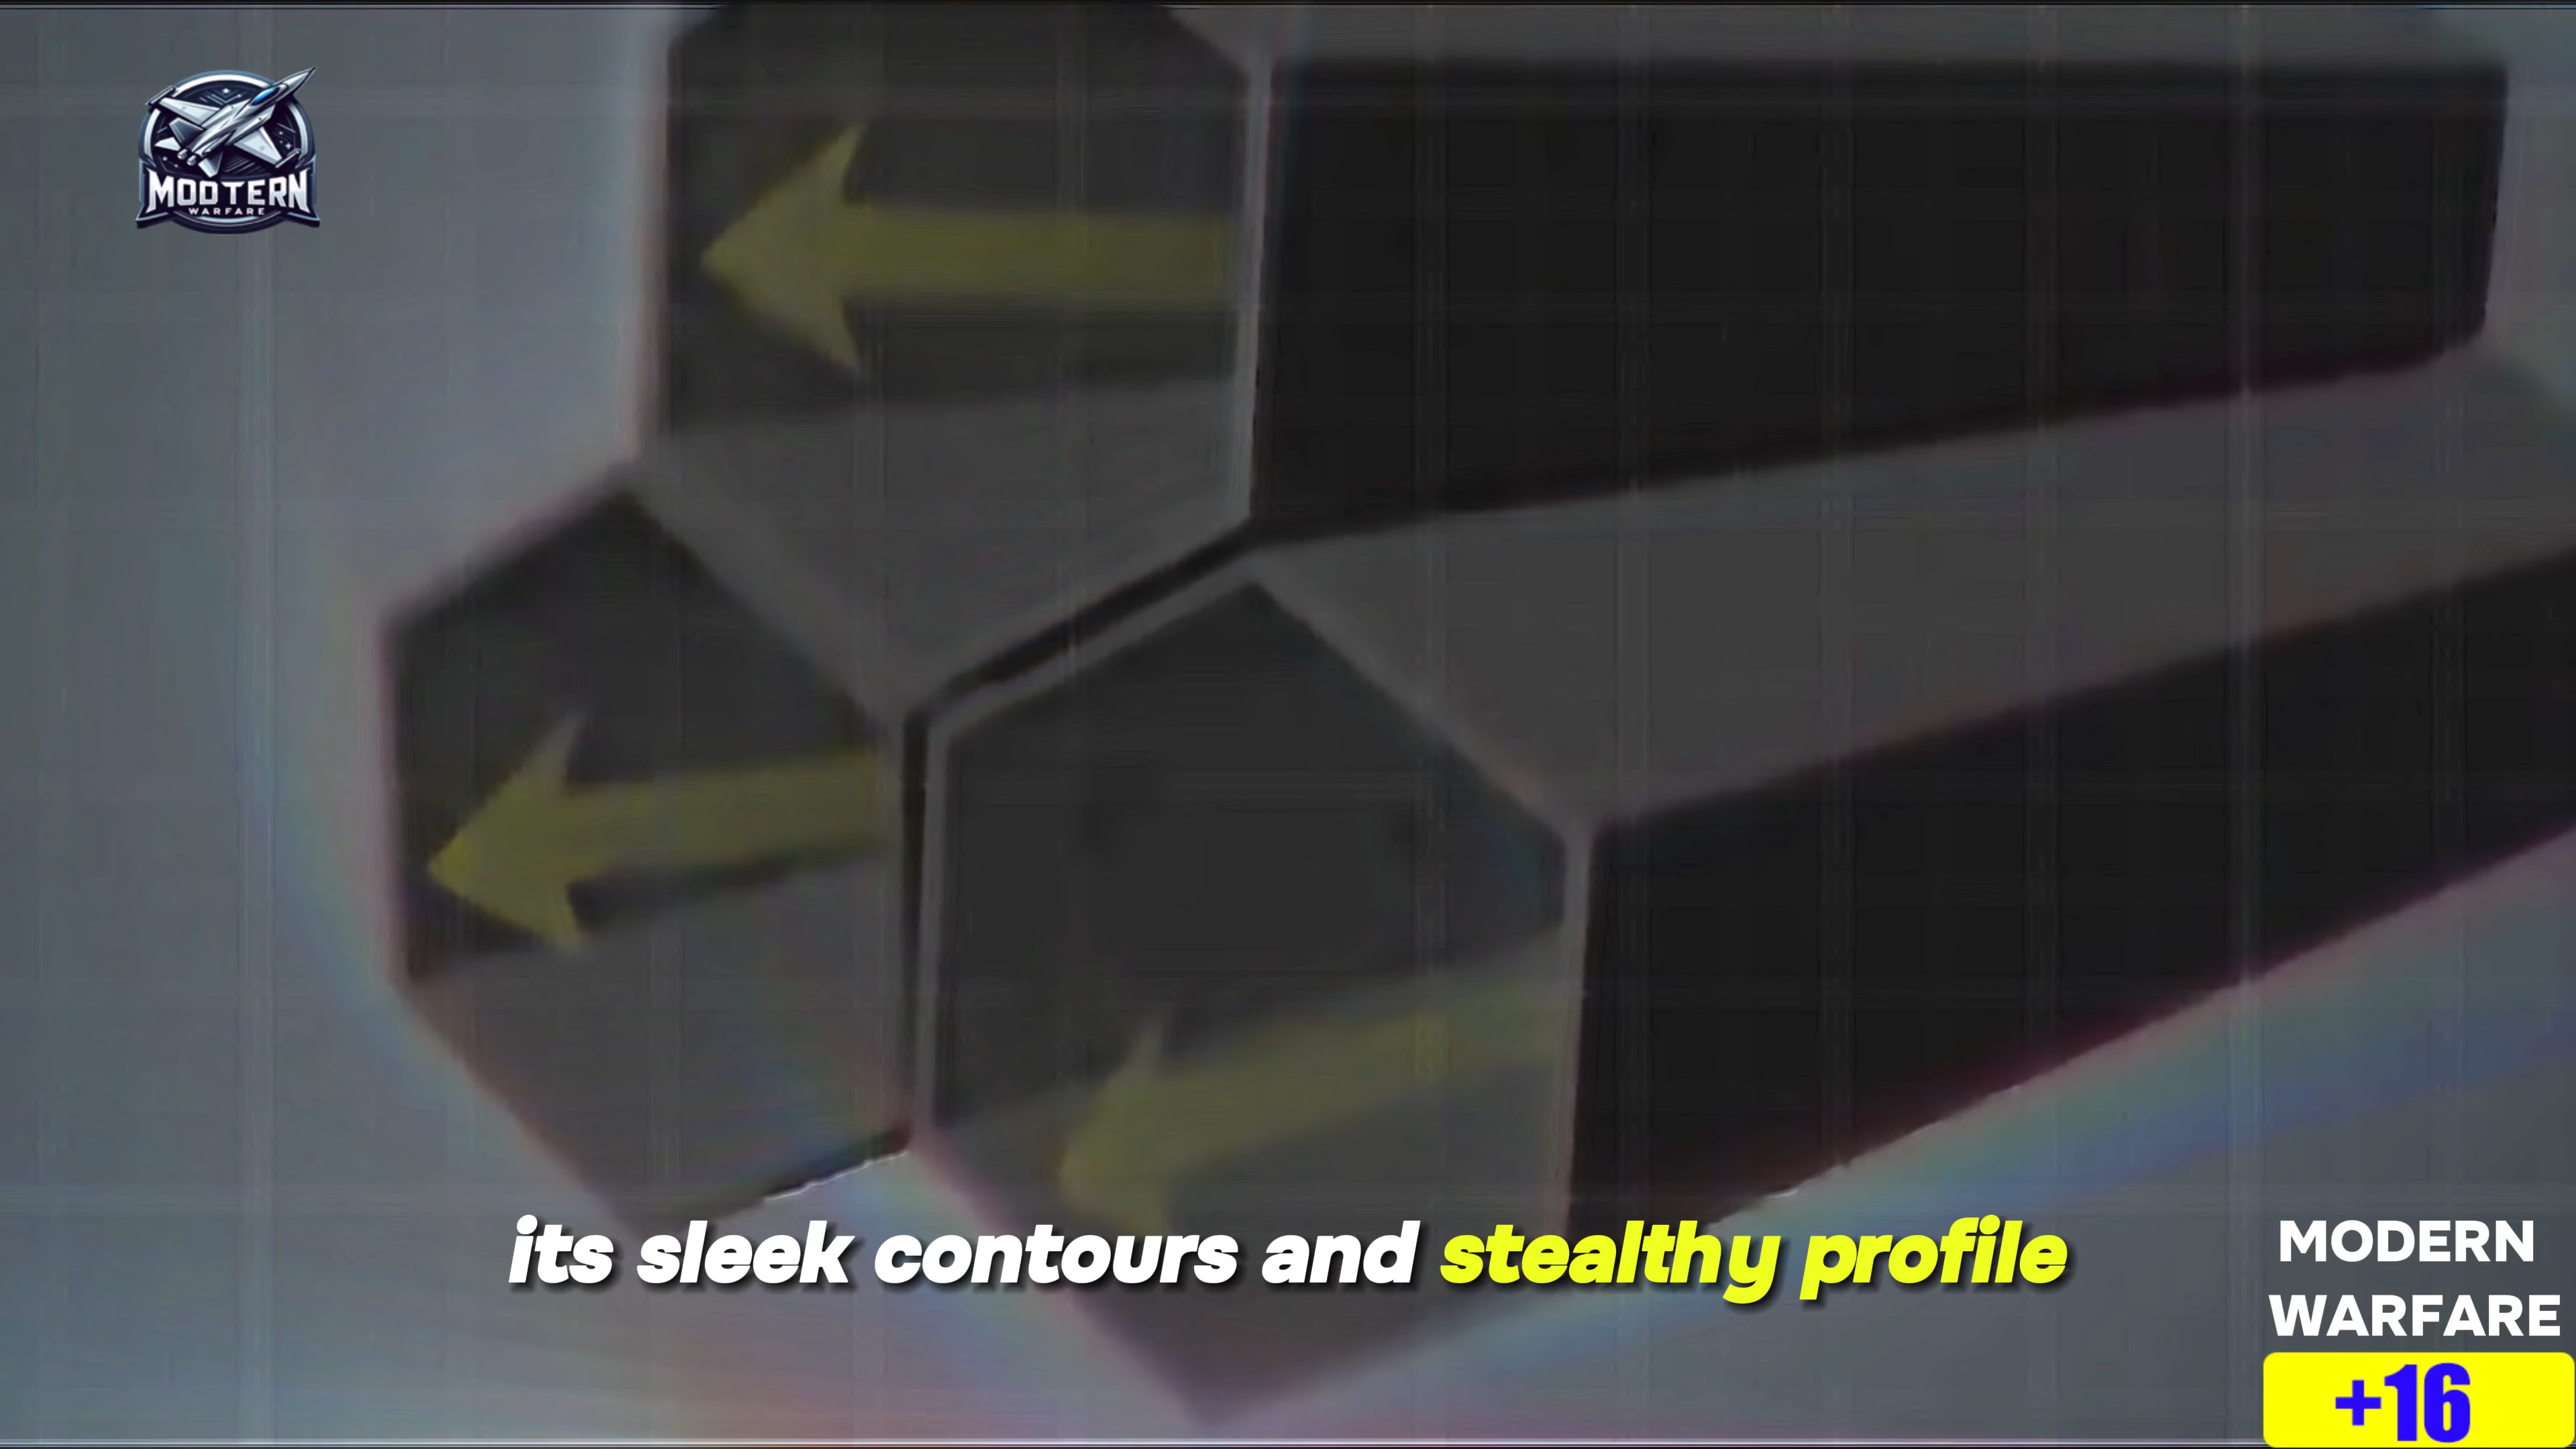 MODTERN
WARFARE
its sleek contours and stealthy profile
MODERN
WARFARE
+16